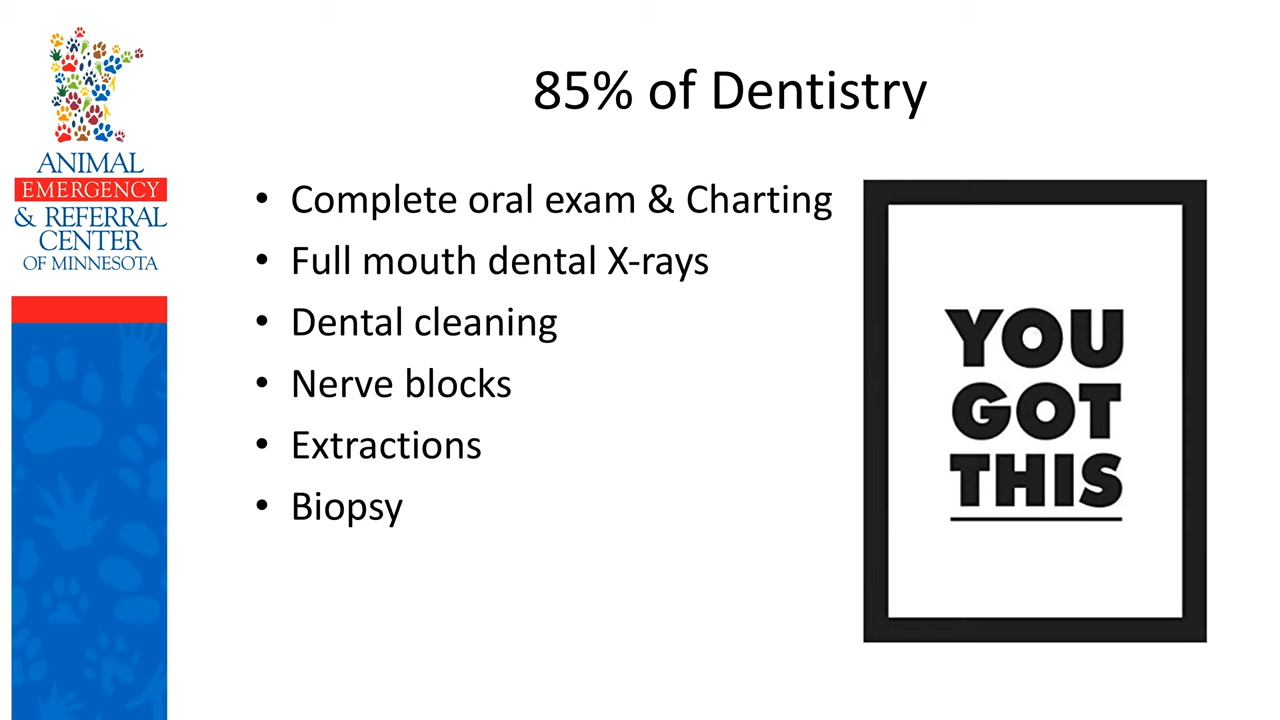 85% of Dentistry
ANIMAL
EMERGENCY
& REFERRAL
CENTER
OF MINNESOTA
• Complete oral exam & Charting
• Full mouth dental X-rays
• Dental cleaning
• Nerve blocks
• Extractions
• Biopsy
YOU
GOT
THIS